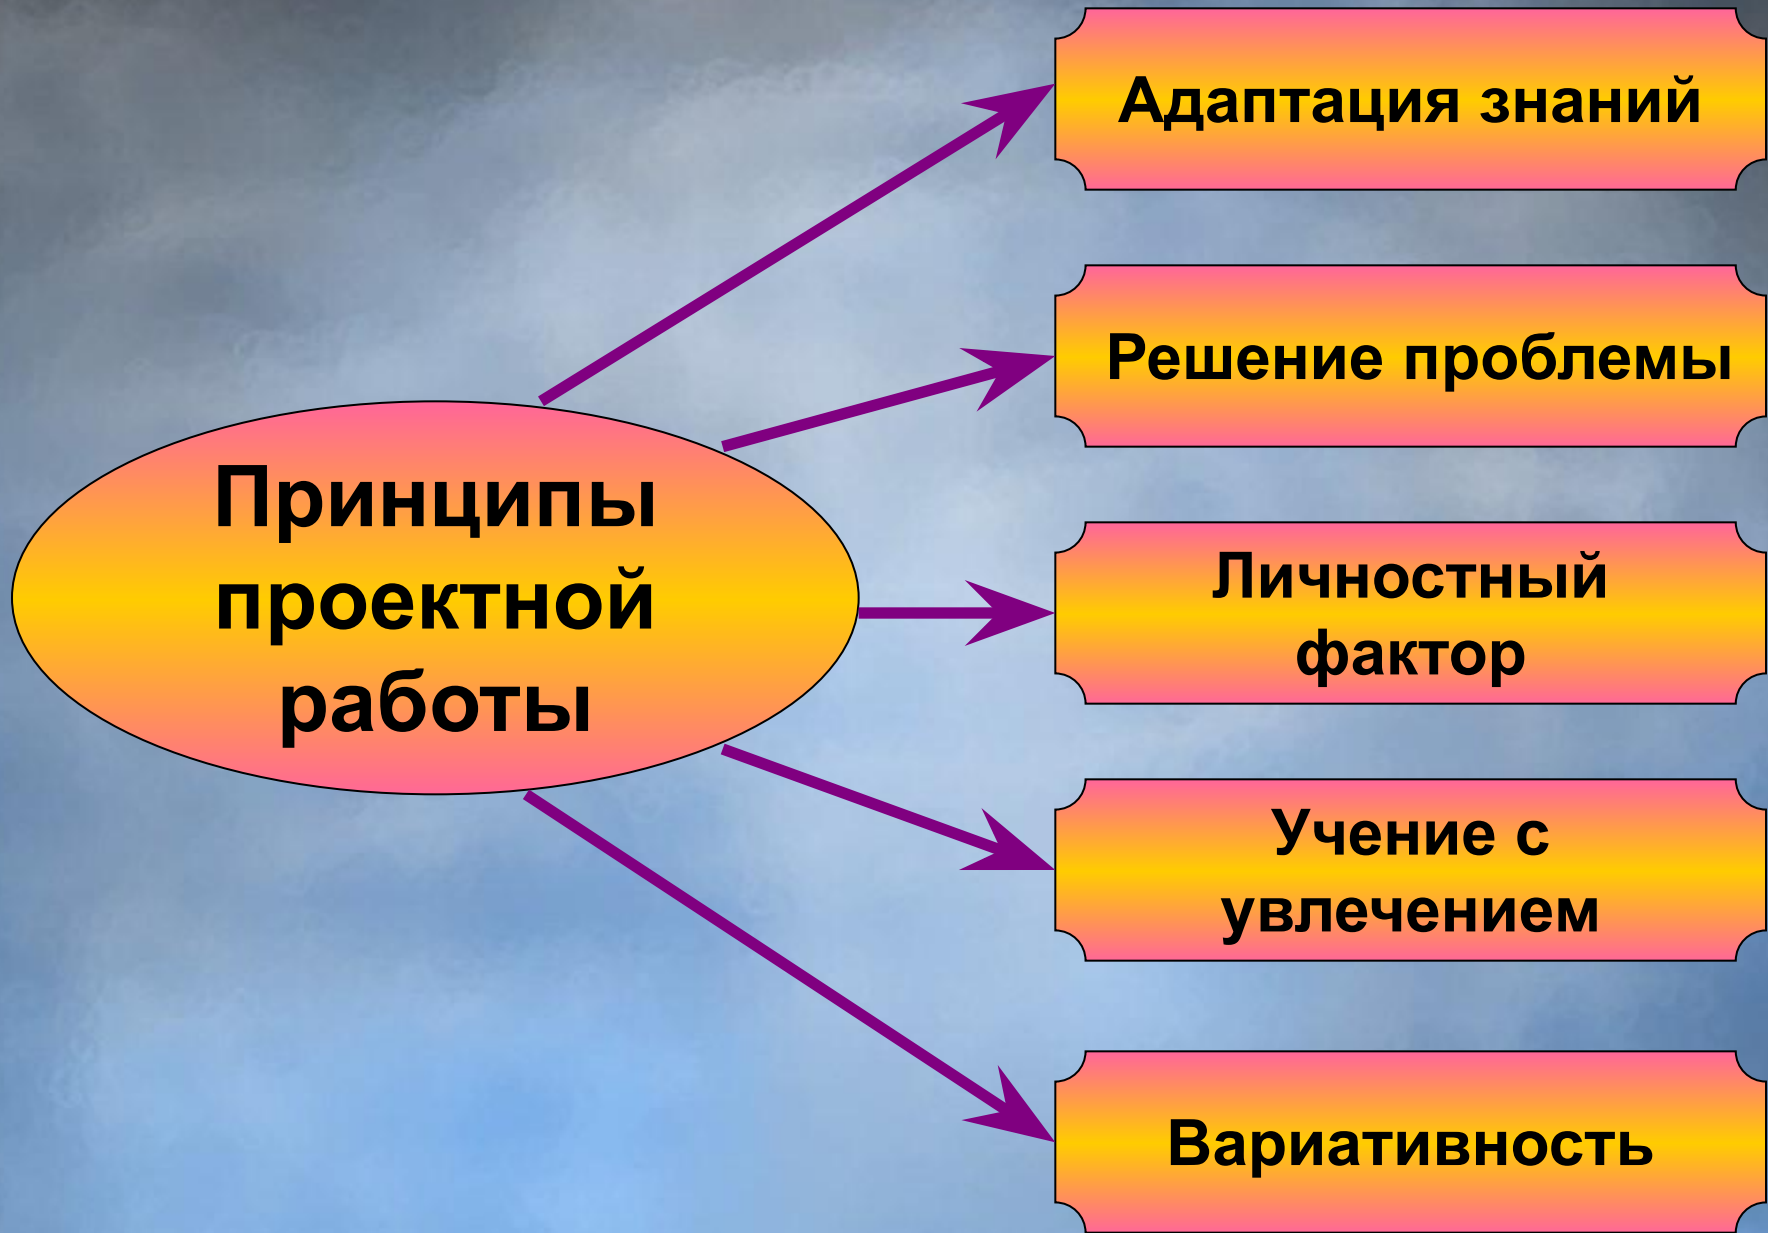 Принципы
проектной
работы
Адаптация знаний
Решение проблемы
Личностный
фактор
Учение с
увлечением
Вариативность